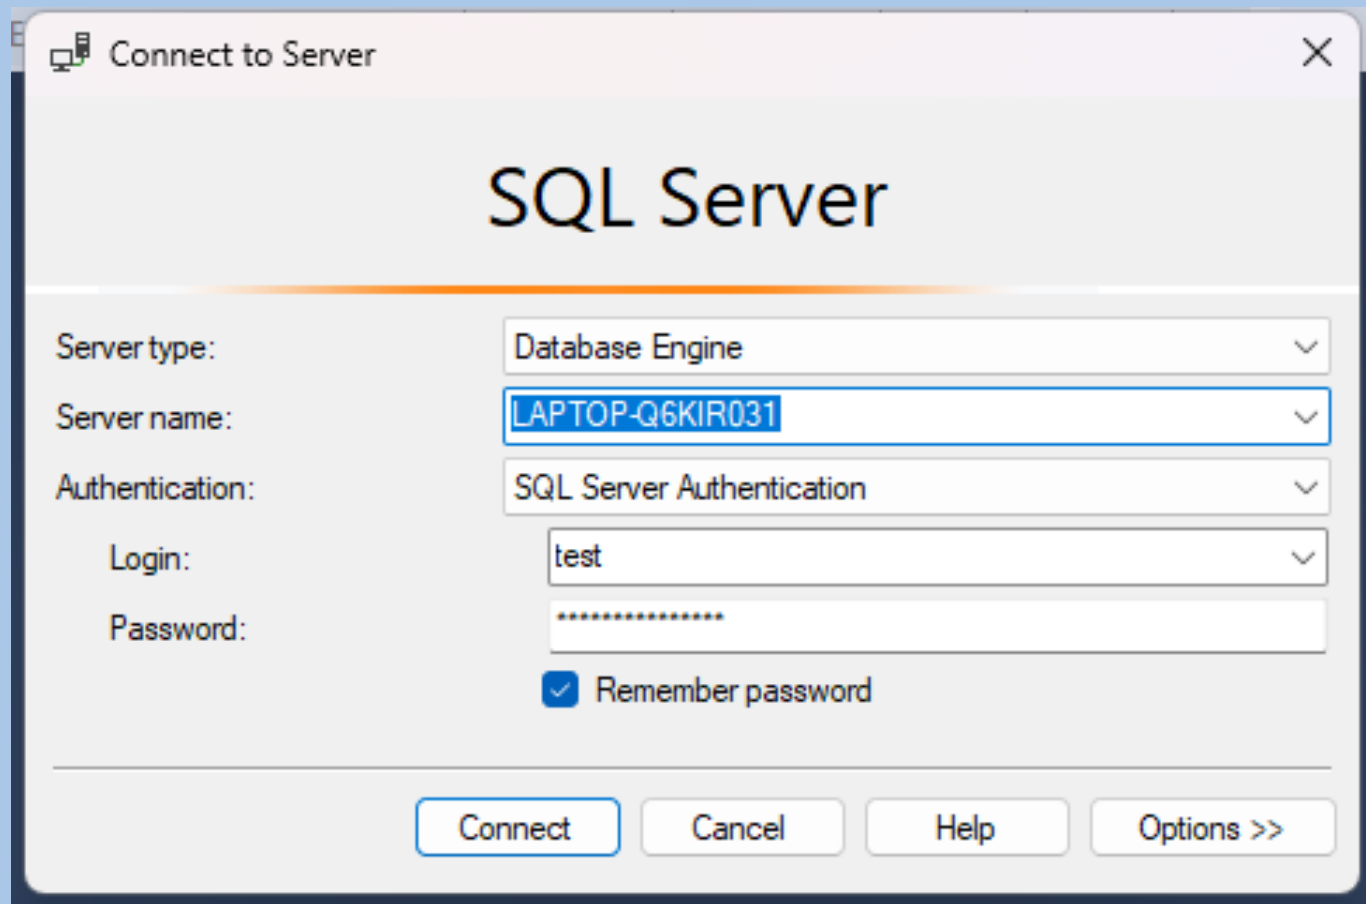 Connect to Server
SQL Server
Server type: Database Engine
Server name: LAPTOP-Q6KIR031
Authentication: SQL Server Authentication
Login: test
Password: ***************
Remember password
Connect Cancel Help Options >>